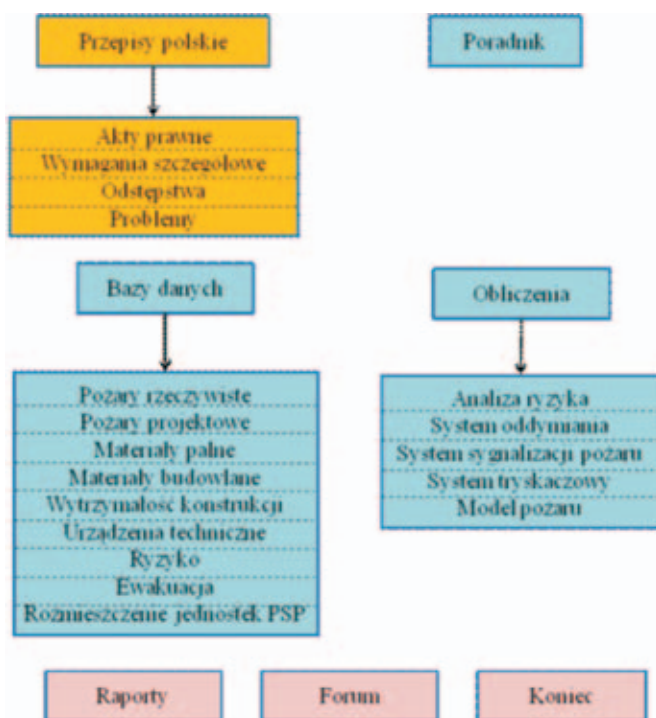 Przepisy polskie
Poradnik
Akty prawne
Wymagania szczegółowe
Odstępstwa
Problemy
Bazy danych
Obliczenia
Pożary rzeczywiste
Pożary projektowe
Materiały palne
Materiały budowlane
Wytrzymałość konstrukcji
Urządzenia techniczne
Ryzyko
Ewakuacja
Rozmieszczenie jednostek PSP
Analiza ryzyka
System oddymiania
System sygnalizacji pożaru
System tryskaczowy
Model pożaru
Raporty
Forum
Koniec